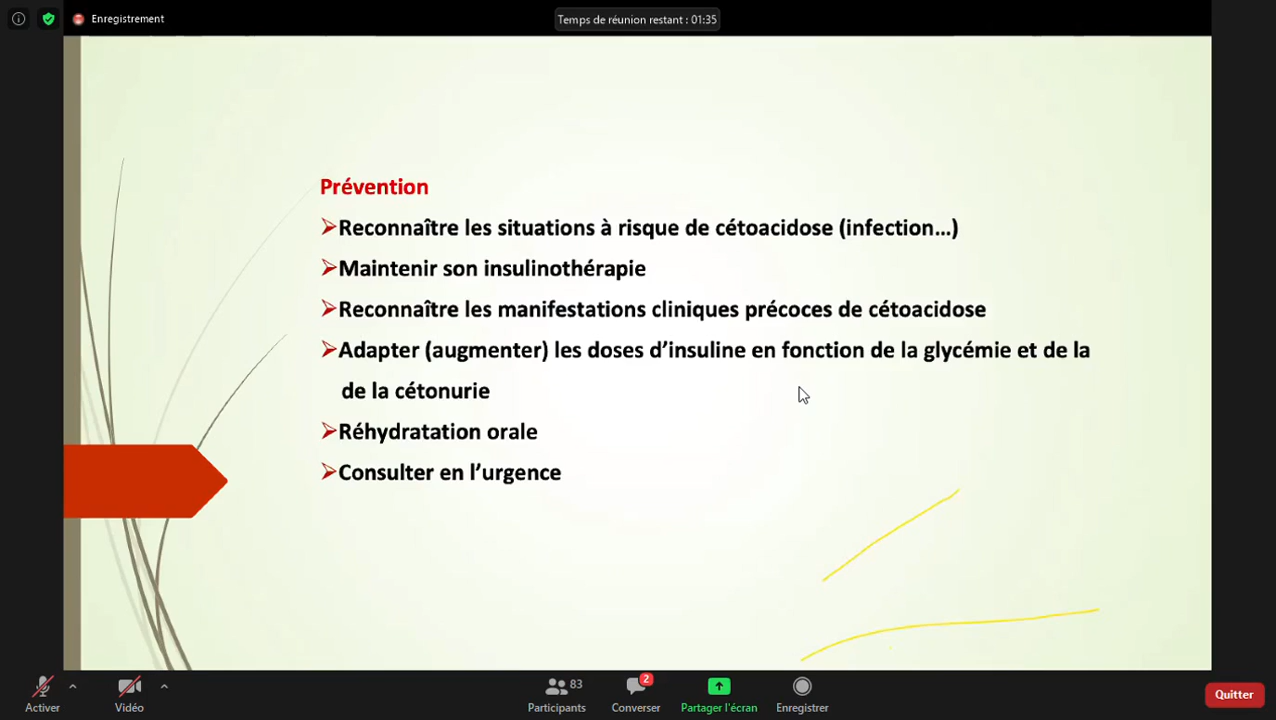 Enregistrement
Temps de réunion restant : 01:35
Prévention
Reconnaître les situations à risque de cétoacidose (infection…)
Maintenir son insulinothérapie
Reconnaître les manifestations cliniques précoces de cétoacidose
Adapter (augmenter) les doses d’insuline en fonction de la glycémie et de la
de la cétonurie
Réhydratation orale
Consulter en l’urgence
83
2
Activer
Vidéo
Participants
Converser
Partager l'écran
Enregistrer
Quitter